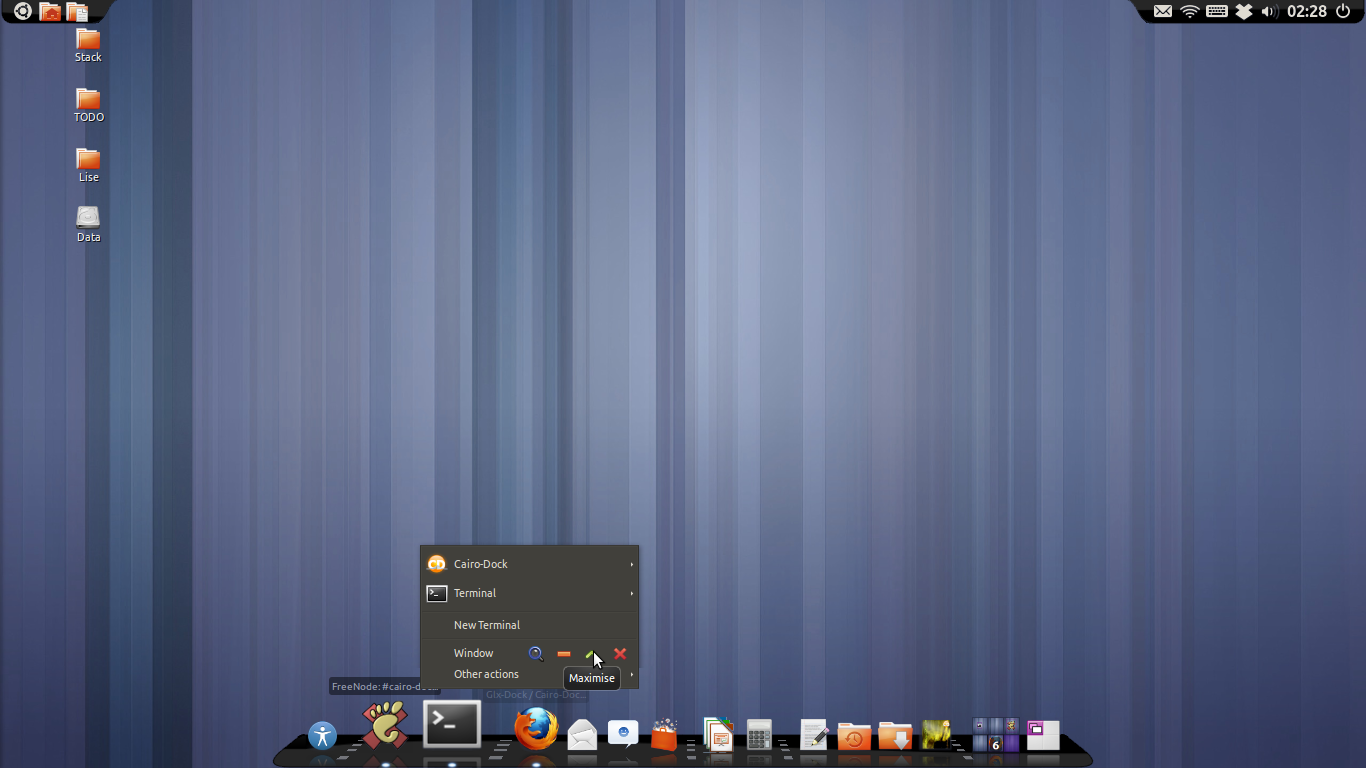 02:28
Stack
TODO
Lise
Data
Cairo-Dock
Terminal
New Terminal
Window
Other actions
Maximise
FreeNode: #cairo-do...
Glx-Dock / Cairo-Doc...
6